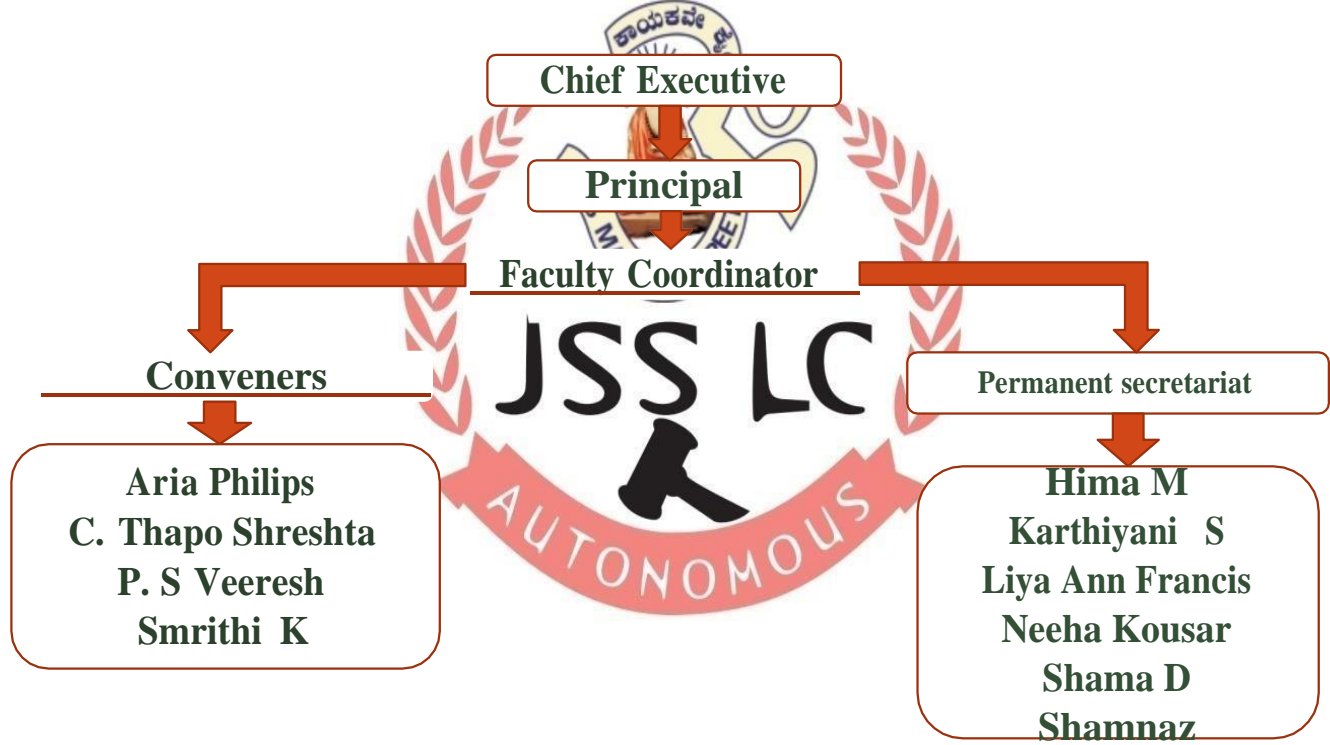 ಕಾಯಕವೇ
Chief Executive
Principal
Faculty Coordinator
Conveners
Permanent secretariat
Aria Philips
C. Thapo Shreshta
P. S Veeresh
Smrithi K
Hima M
Karthiyani S
Liya Ann Francis
Neeha Kousar
Shama D
Shamnaz
JSS LC
AUTONOMOUS